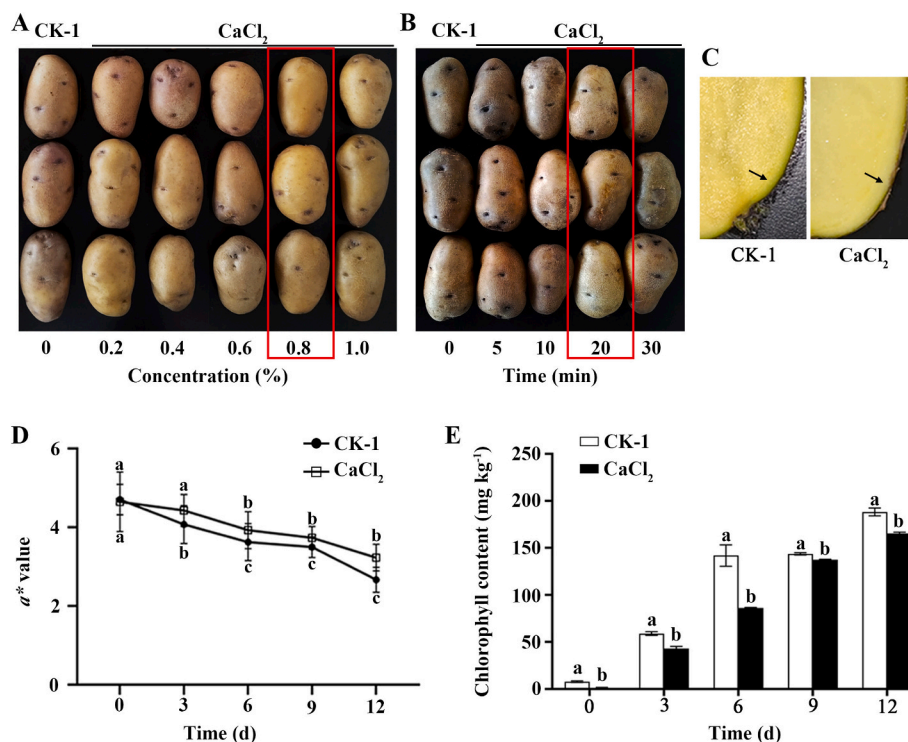 A
CK-1 CaCl₂
0 0.2 0.4 0.6 0.8 1.0
Concentration (%)
B
CK-1 CaCl₂
0 5 10 20 30
Time (min)
C
CK-1 CaCl₂
D
CK-1
CaCl₂
6
4
2
0
a* value
a a b b b
a b c c c
0 3 6 9 12
Time (d)
E
CK-1
CaCl₂
250
200
150
100
50
0
Chlorophyll content (mg kg⁻¹)
a b a b a b a b a b
0 3 6 9 12
Time (d)